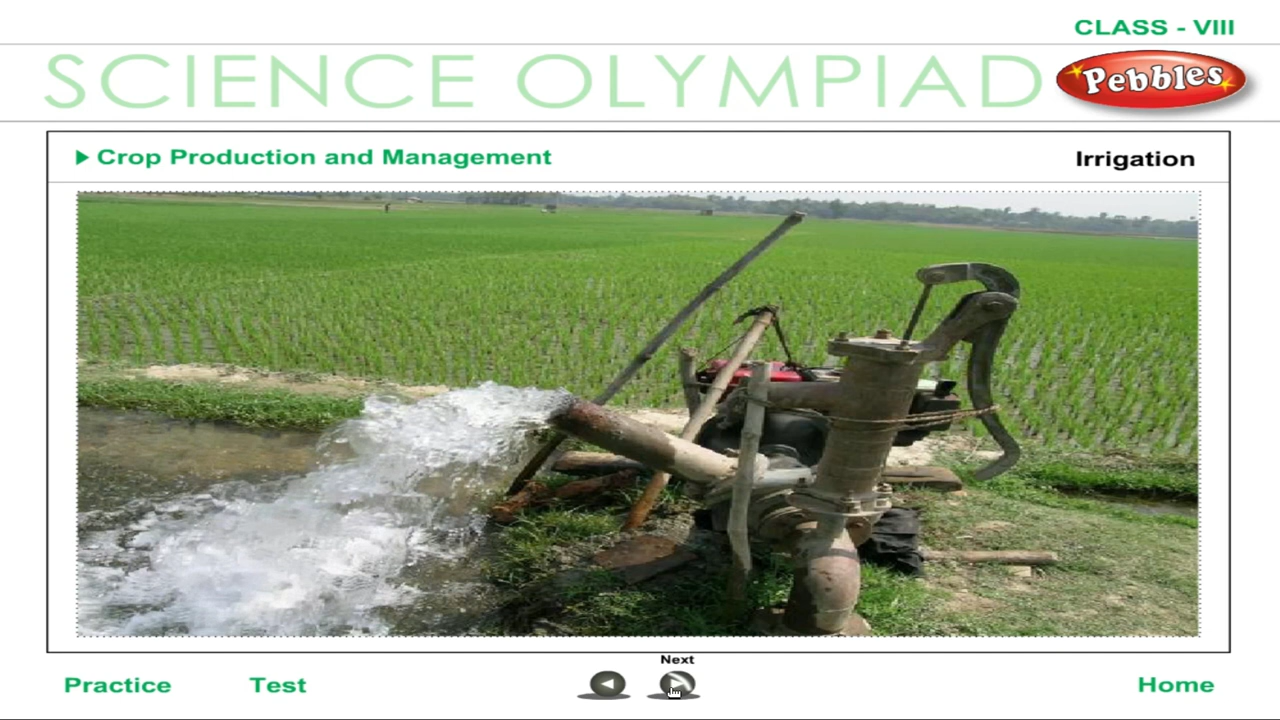 CLASS - VIII
SCIENCE OLYMPIAD
Pebbles
Crop Production and Management
Irrigation
Next
Practice
Test
Home